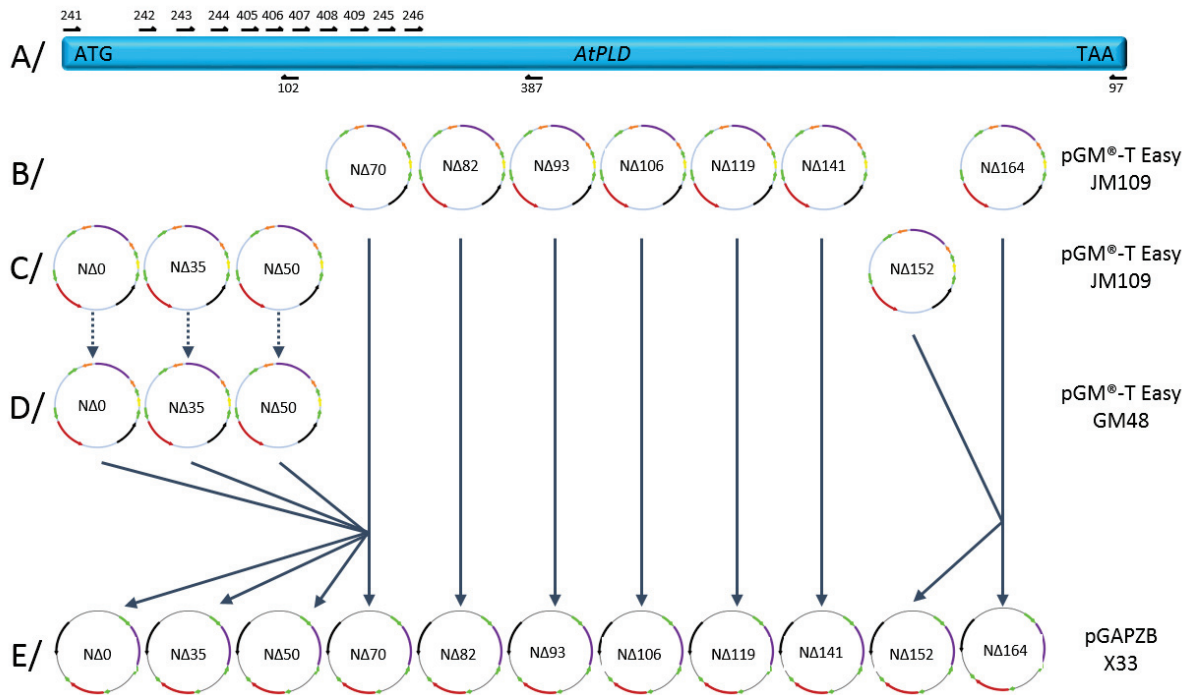 241 242 243 244 405 406 407 408 409 245 246
A/ ATG AtPLD TAA
102 387 97
B/ NΔ70 NΔ82 NΔ93 NΔ106 NΔ119 NΔ141 NΔ164 pGM®-T Easy
JM109
C/ NΔ0 NΔ35 NΔ50 NΔ152 pGM®-T Easy
JM109
D/ NΔ0 NΔ35 NΔ50 pGM®-T Easy
GM48
E/ NΔ0 NΔ35 NΔ50 NΔ70 NΔ82 NΔ93 NΔ106 NΔ119 NΔ141 NΔ152 NΔ164 pGAPZB
X33